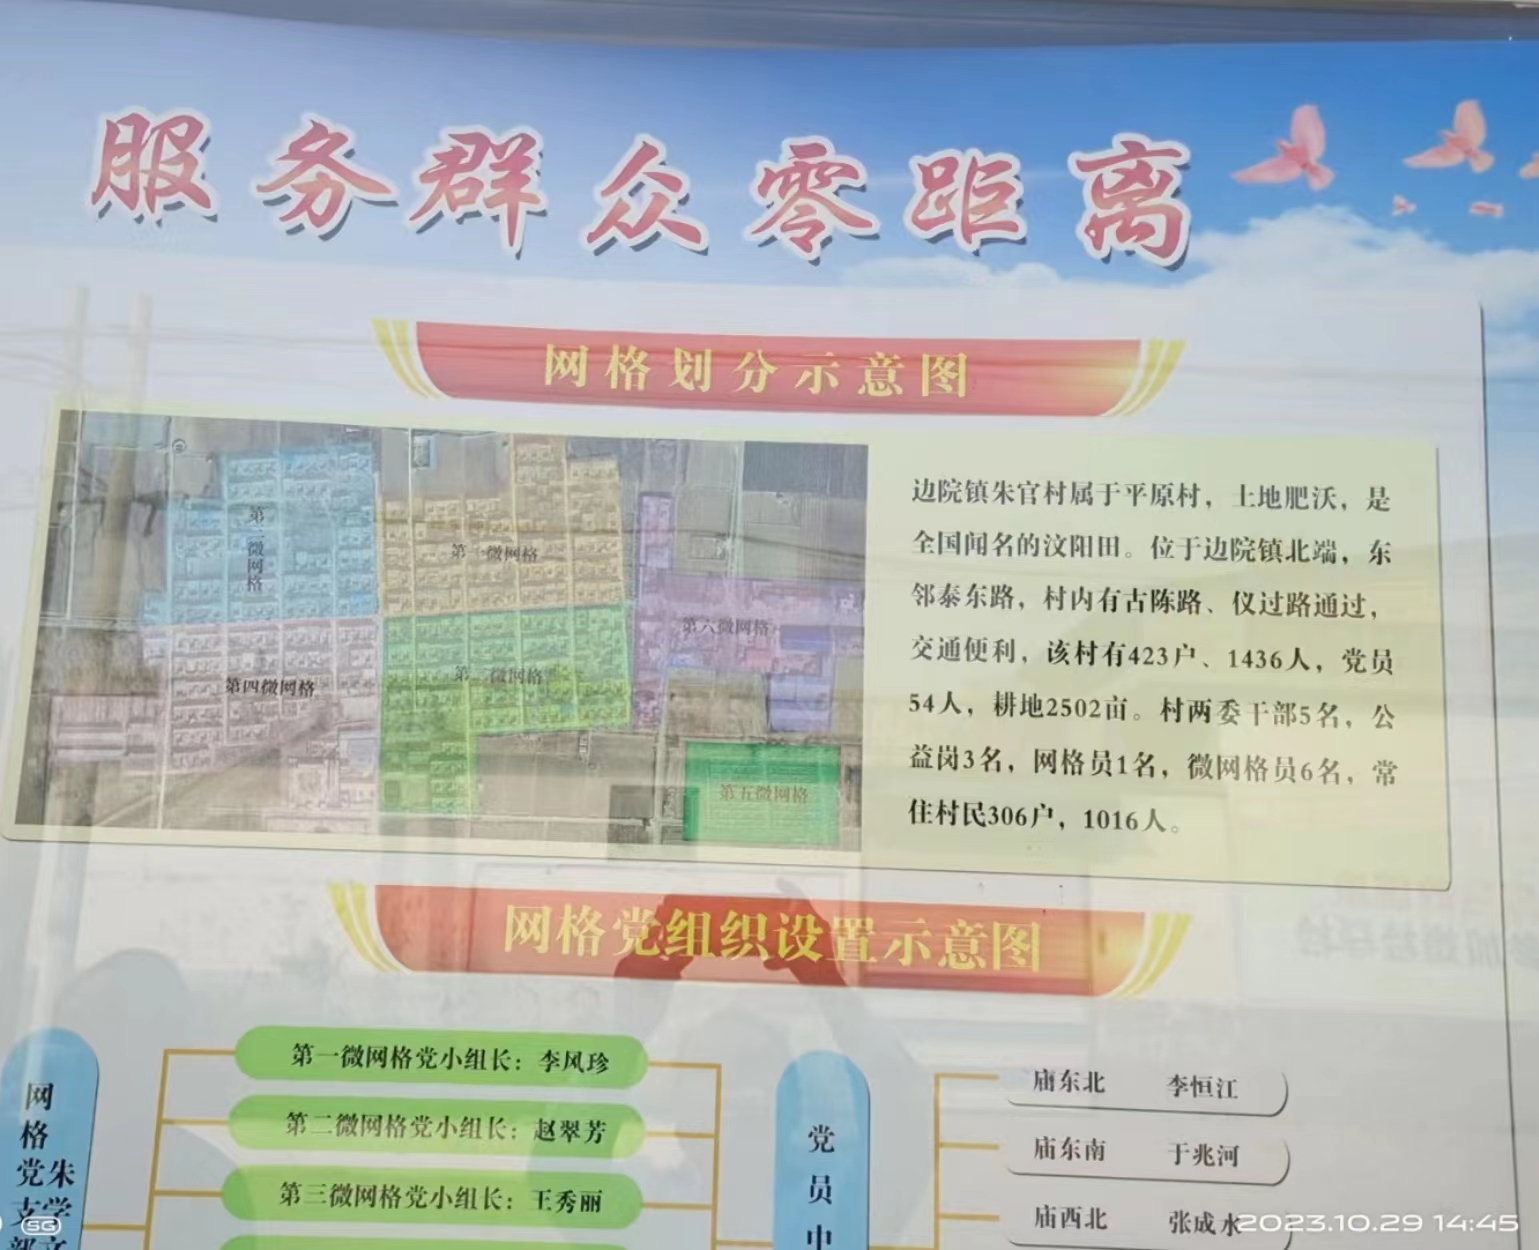 服务群众零距离
网格划分示意图
第三微网格
第一微网格
第二微网格
第六微网格
第四微网格
第五微网格
边院镇朱官村属于平原村，土地肥沃，是
全国闻名的汶阳田。位于边院镇北端，东
邻泰东路，村内有古陈路、仪过路通过，
交通便利，该村有423户、1436人，党员
54人，耕地2502亩。村两委干部5名，公
益岗3名，网格员1名，微网格员6名，常
住村民306户，1016人。
网格党组织设置示意图
网格党支部
朱学文
第一微网格党小组长：李风珍
第二微网格党小组长：赵翠芳
第三微网格党小组长：王秀丽
党员中
庙东北 李恒江
庙东南 于兆河
庙西北 张成水
5G
2023.10.29 14:45